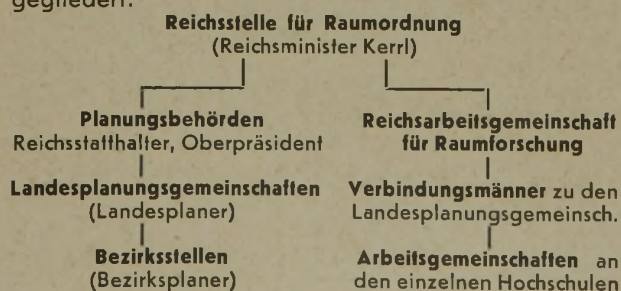 gegliedert:
Reichsstelle für Raumordnung
(Reichsminister Kerrl)
Planungsbehörden
Reichsstatthalter, Oberpräsident
Landesplanungsgemeinschaften
(Landesplaner)
Bezirksstellen
(Bezirksplaner)
Reichsarbeitsgemeinschaft
für Raumforschung
Verbindungsmänner zu den
Landesplanungsgemeinsch.
Arbeitsgemeinschaften an
den einzelnen Hochschulen